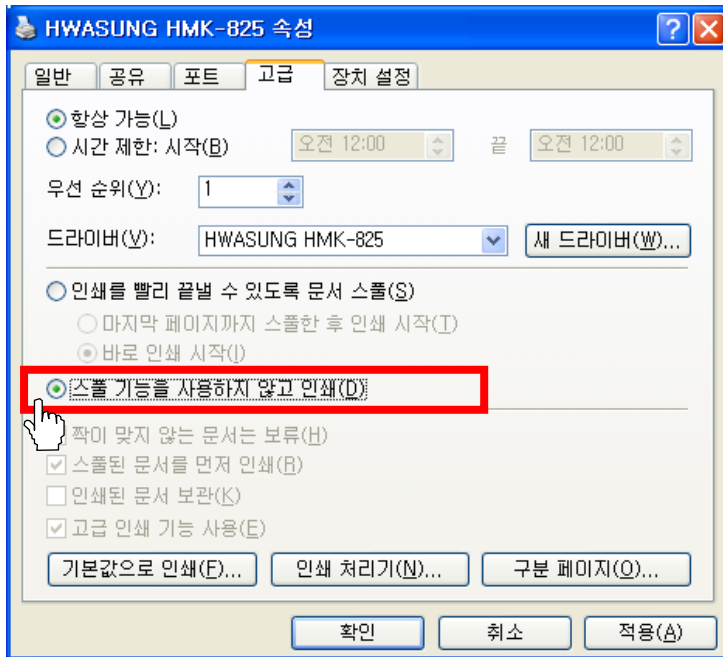 HWASUNG HMK-825 속성
일반 공유 포트 고급 장치 설정
항상 가능(L)
시간 제한: 시작(B) 오전 12:00 끝 오전 12:00
우선 순위(Y): 1
드라이버(V): HWASUNG HMK-825 새 드라이버(W)...
인쇄를 빨리 끝낼 수 있도록 문서 스풀(S)
마지막 페이지까지 스풀한 후 인쇄 시작(T)
바로 인쇄 시작(I)
스풀 기능을 사용하지 않고 인쇄(D)
짝이 맞지 않는 문서는 보류(H)
스풀된 문서를 먼저 인쇄(R)
인쇄된 문서 보관(K)
고급 인쇄 기능 사용(E)
기본값으로 인쇄(F)... 인쇄 처리기(N)... 구분 페이지(O)...
확인 취소 적용(A)